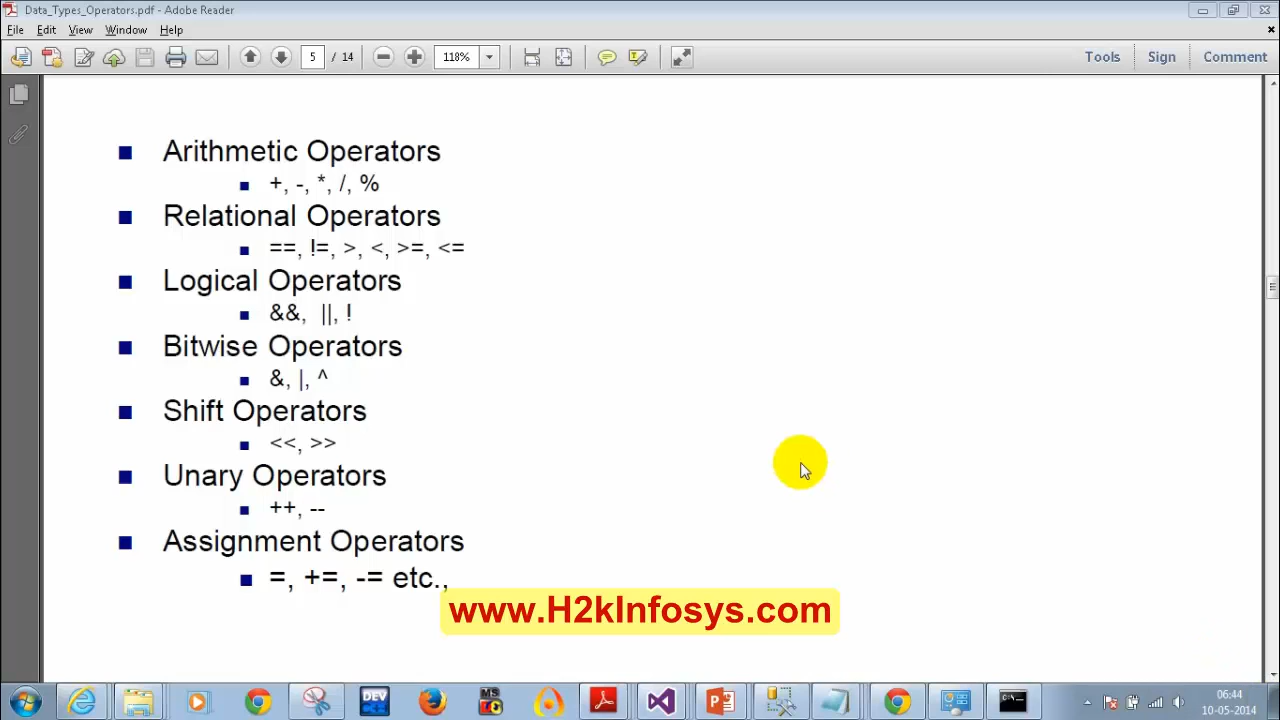 Data_Types_Operators.pdf - Adobe Reader
File Edit View Window Help
5 / 14 118% Tools Sign Comment
Arithmetic Operators
+, -, *, /, %
Relational Operators
==, !=, >, <, >=, <=
Logical Operators
&&, ||, !
Bitwise Operators
&, |, ^
Shift Operators
<<, >>
Unary Operators
++, --
Assignment Operators
=, +=, -= etc.,
www.H2kInfosys.com
DEV
MS
06:44
10-05-2014